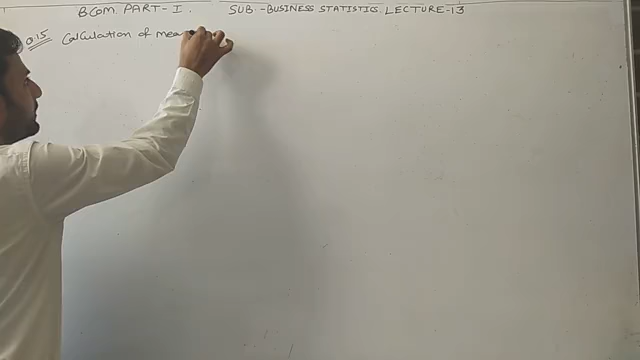 B COM. PART - I. SUB. - BUSINESS STATISTICS. LECTURE - 13
Q.15 Calculation of mea